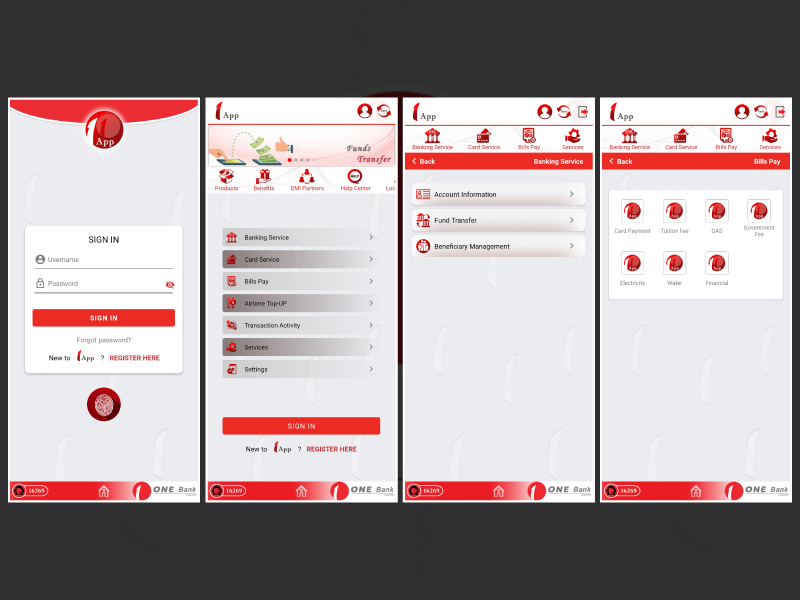 App
SIGN IN
Username
Password
SIGN IN
Forgot password?
New to App ? REGISTER HERE
16269
ONE Bank
App
Funds
Transfer
Products
Benefits
EMI Partners
HELP
Help Center
Loc
Banking Service
Card Service
Bills Pay
Airtime Top-UP
Transaction Activity
Services
Settings
SIGN IN
New to App ? REGISTER HERE
16269
ONE Bank
App
Banking Service
Card Service
Bills Pay
Services
Back
Banking Service
Account Information
Fund Transfer
Beneficiary Management
16269
ONE Bank
App
Banking Service
Card Service
Bills Pay
Services
Back
Bills Pay
Card Payment
Tuition Fee
GAS
Government
Fee
Electricity
Water
Financial
16269
ONE Bank